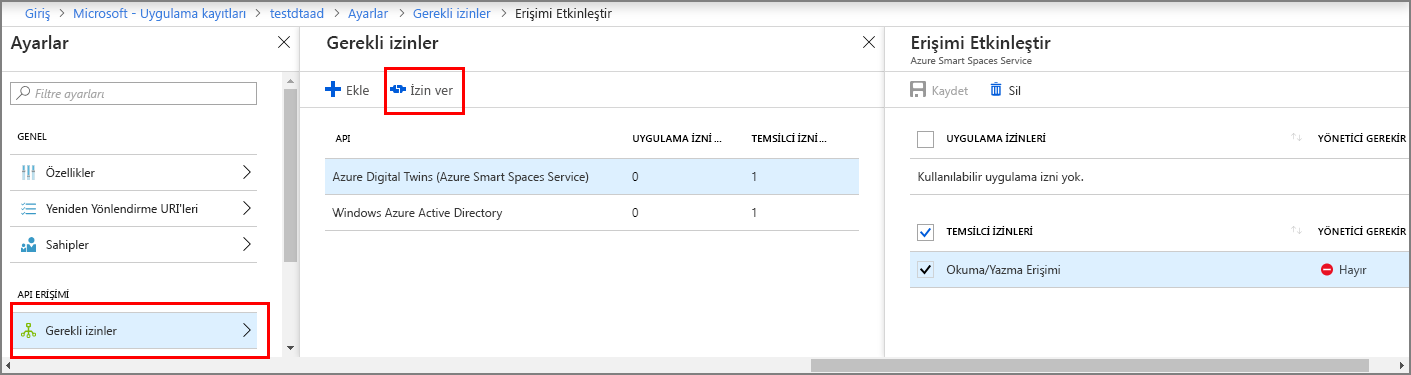 Giriş > Microsoft - Uygulama kayıtları > testdtaad > Ayarlar > Gerekli izinler > Erişimi Etkinleştir
Ayarlar
Filtre ayarları
GENEL
Özellikler
Yeniden Yönlendirme URI'leri
Sahipler
API ERİŞİMİ
Gerekli izinler
Gerekli izinler
Ekle İzin ver
API UYGULAMA İZNİ ... TEMSİLCİ İZNİ ...
Azure Digital Twins (Azure Smart Spaces Service) 0 1
Windows Azure Active Directory 0 1
Erişimi Etkinleştir
Azure Smart Spaces Service
Kaydet Sil
UYGULAMA İZİNLERİ YÖNETİCİ GEREKİR
Kullanılabilir uygulama izni yok.
TEMSİLCİ İZİNLERİ YÖNETİCİ GEREKİR
Okuma/Yazma Erişimi Hayır